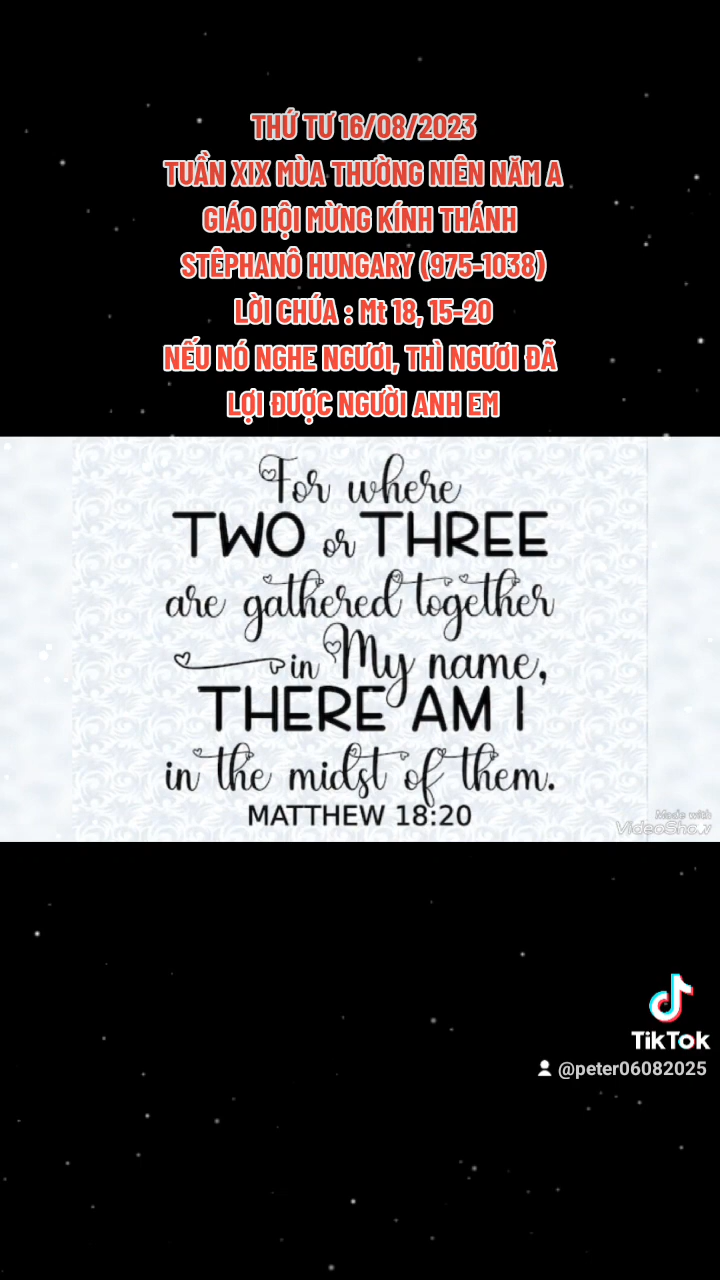 THỨ TƯ 16/08/2023
TUẦN XIX MÙA THƯỜNG NIÊN NĂM A
GIÁO HỘI MỪNG KÍNH THÁNH
STÊPHANÔ HUNGARY (975-1038)
LỜI CHÚA : Mt 18, 15-20
NẾU NÓ NGHE NGƯƠI, THÌ NGƯƠI ĐÃ
LỢI ĐƯỢC NGƯỜI ANH EM
For where
TWO or THREE
are gathered together
in My name,
THERE AM I
in the midst of them.
MATTHEW 18:20
Made with
VideoShow
TikTok
@peter06082025